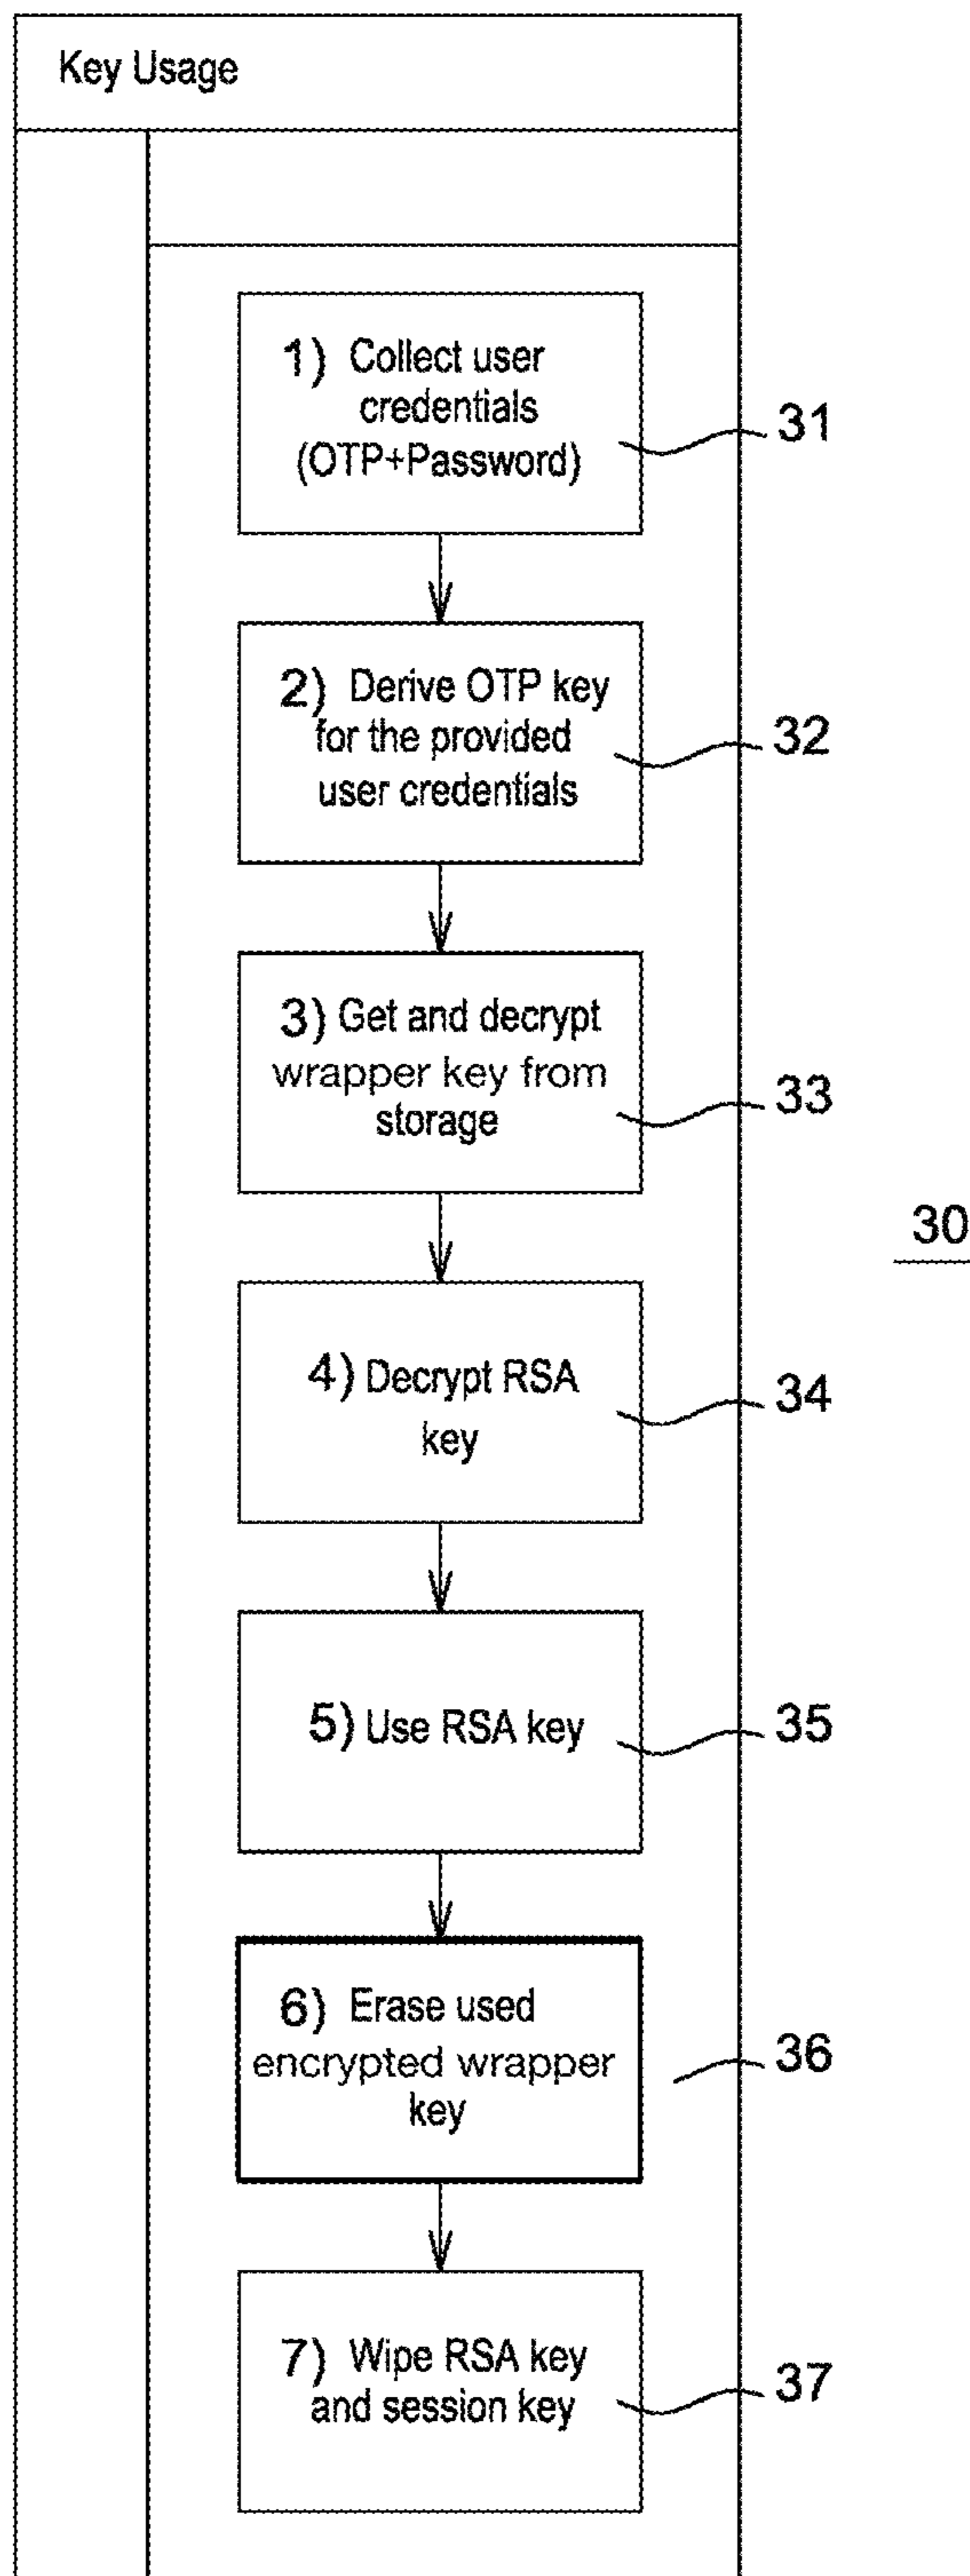 Key Usage
1) Collect user
credentials
(OTP+Password)
31
2) Derive OTP key
for the provided
user credentials
32
3) Get and decrypt
wrapper key from
storage
33
30
4) Decrypt RSA
key
34
5) Use RSA key
35
6) Erase used
encrypted wrapper
key
36
7) Wipe RSA key
and session key
37